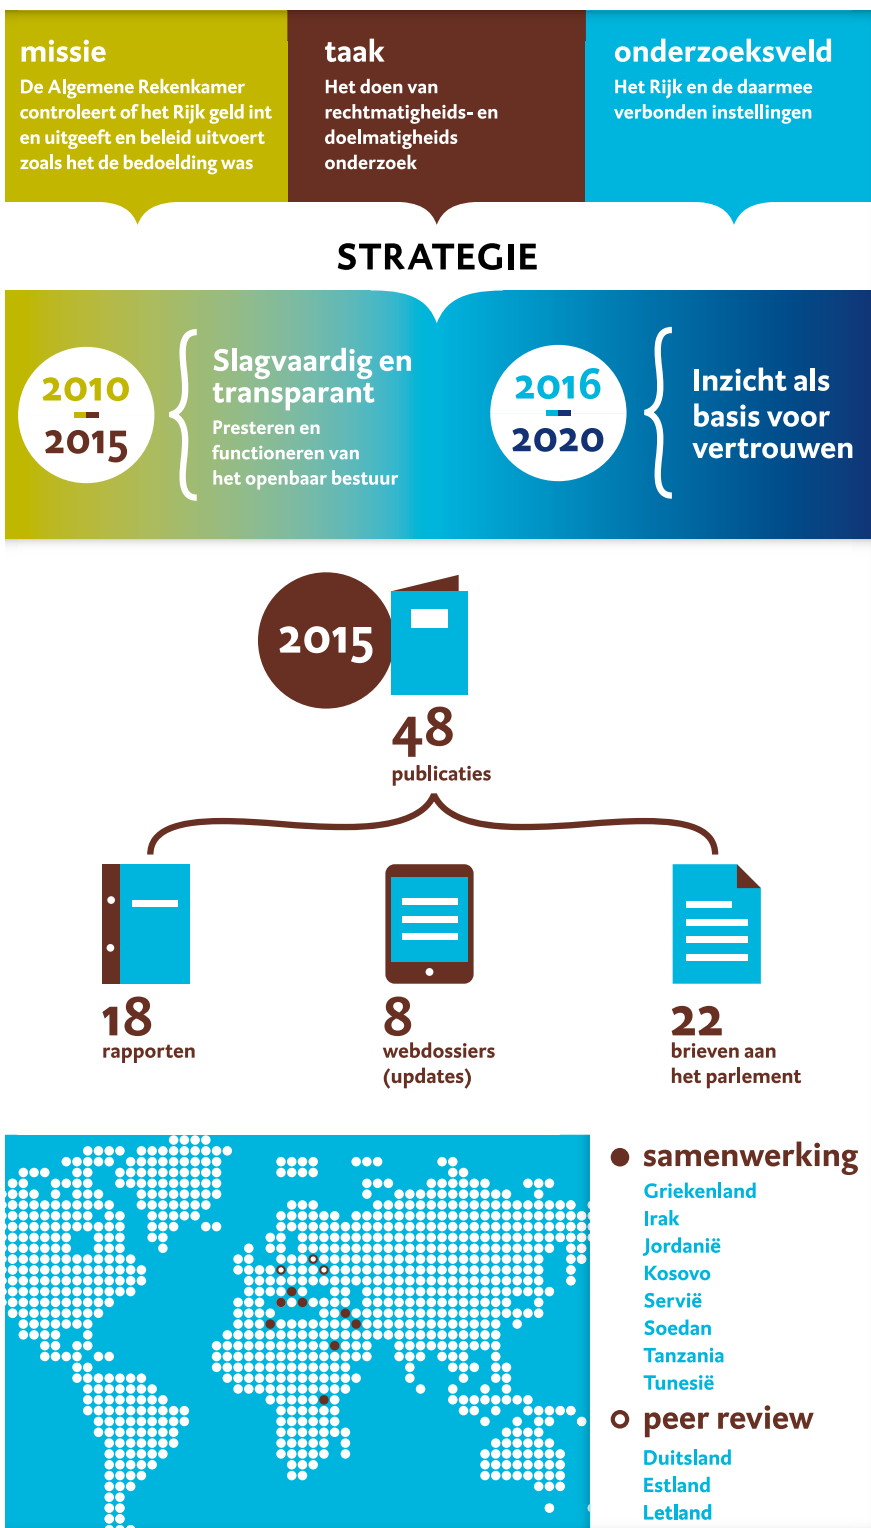 missie
De Algemene Rekenkamer
controleert of het Rijk geld int
en uitgeeft en beleid uitvoert
zoals het de bedoelding was
taak
Het doen van
rechtmatigheids- en
doelmatigheids
onderzoek
onderzoeksveld
Het Rijk en de daarmee
verbonden instellingen
STRATEGIE
2010
2015
Slagvaardig en
transparant
Presteren en
functioneren van
het openbaar bestuur
2016
2020
Inzicht als
basis voor
vertrouwen
2015
48
publicaties
18
rapporten
8
webdossiers
(updates)
22
brieven aan
het parlement
samenwerking
Griekenland
Irak
Jordanië
Kosovo
Servië
Soedan
Tanzania
Tunesië
peer review
Duitsland
Estland
Letland